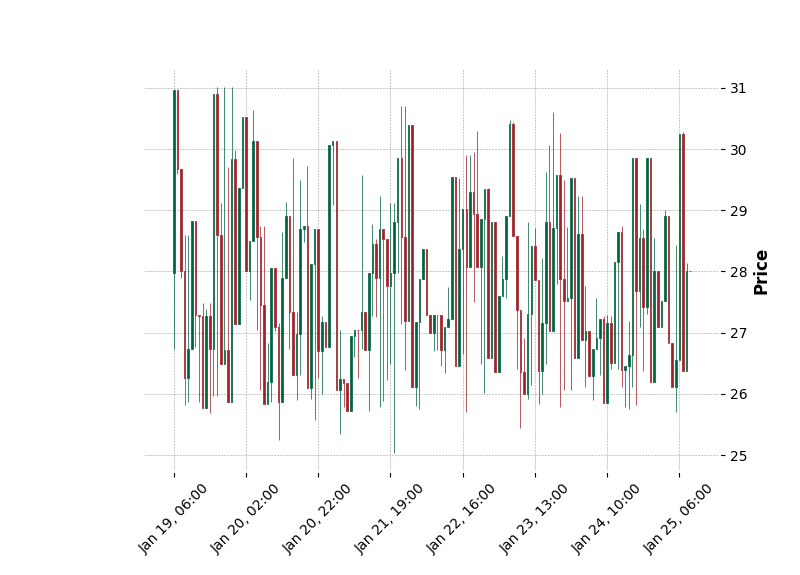 31
30
29
28
27
26
25
Price
Jan 19, 06:00
Jan 20, 02:00
Jan 20, 22:00
Jan 21, 19:00
Jan 22, 16:00
Jan 23, 13:00
Jan 24, 10:00
Jan 25, 06:00